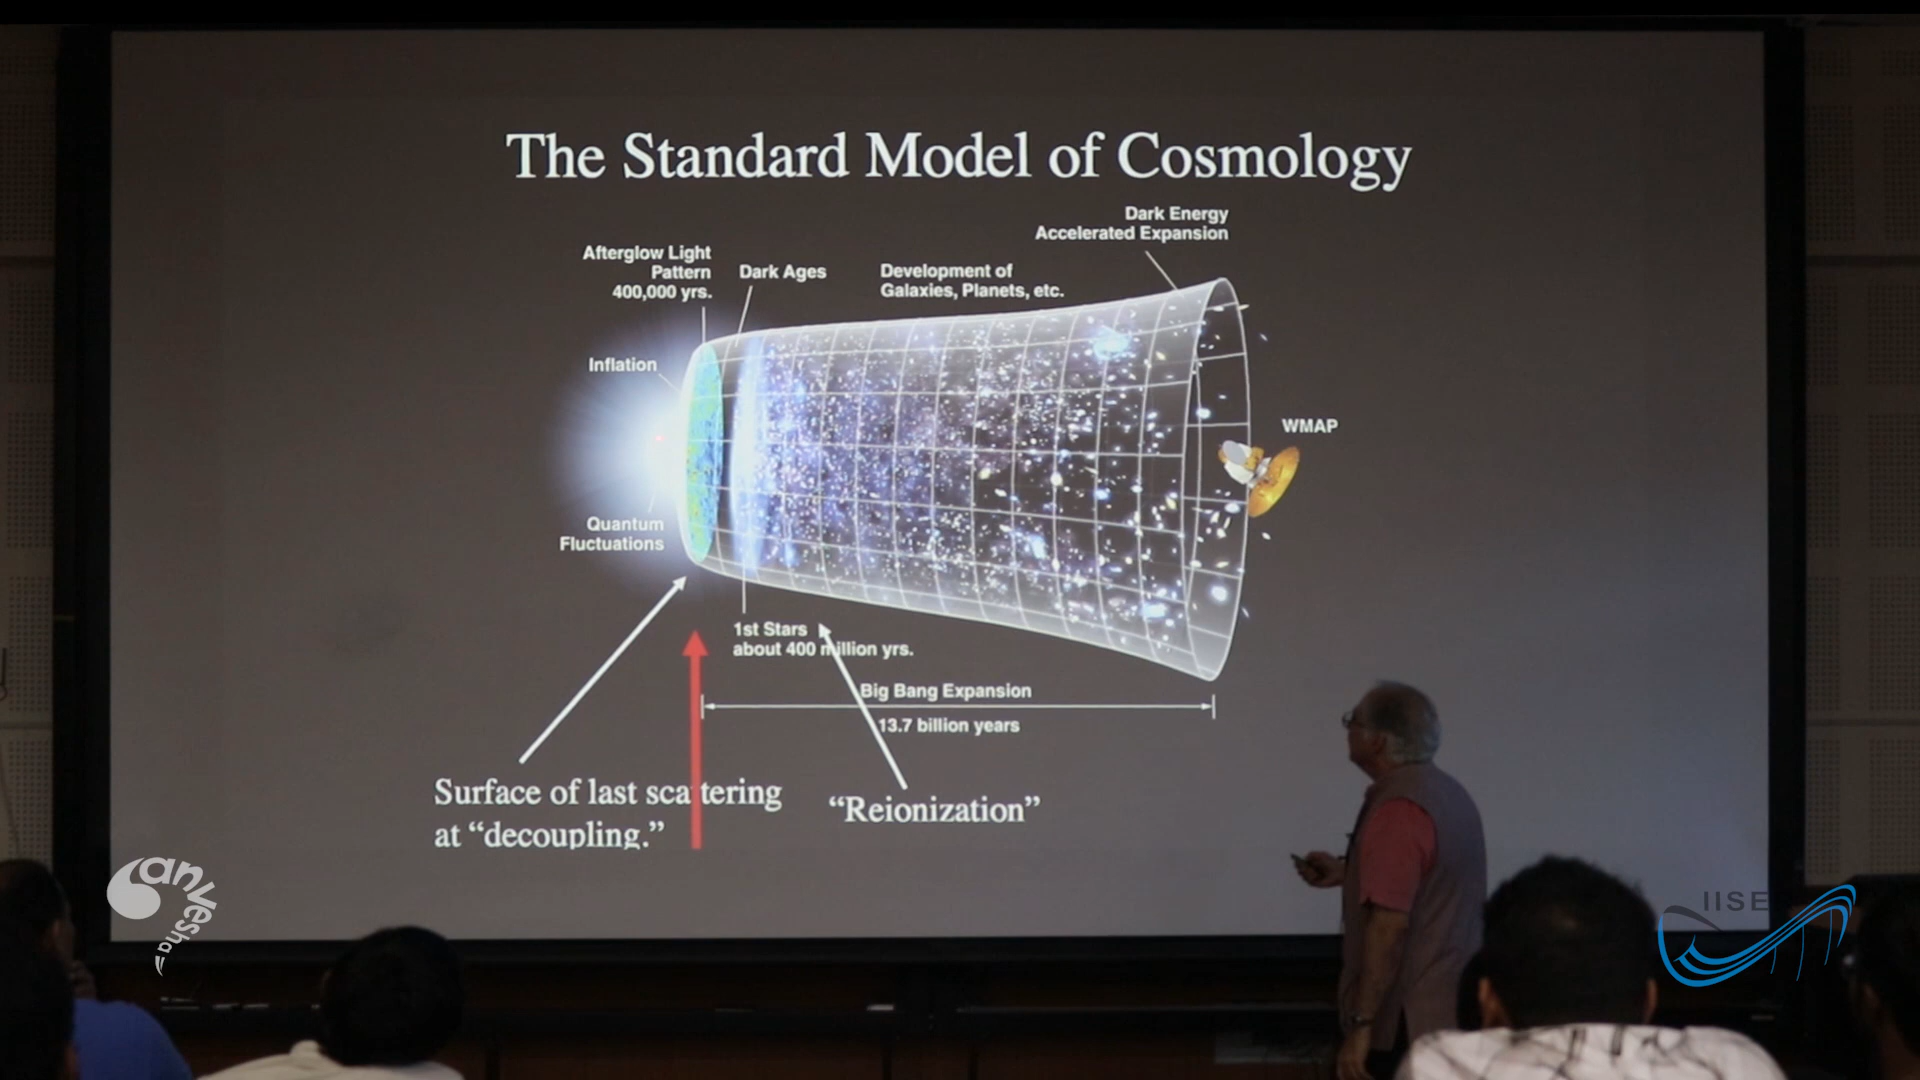 The Standard Model of Cosmology
Dark Energy
Accelerated Expansion
Afterglow Light
Pattern
400,000 yrs.
Dark Ages
Development of
Galaxies, Planets, etc.
Inflation
WMAP
Quantum
Fluctuations
1st Stars
about 400 million yrs.
Big Bang Expansion
13.7 billion years
Surface of last scattering
at “decoupling.”
“Reionization”
anvesha
IISE